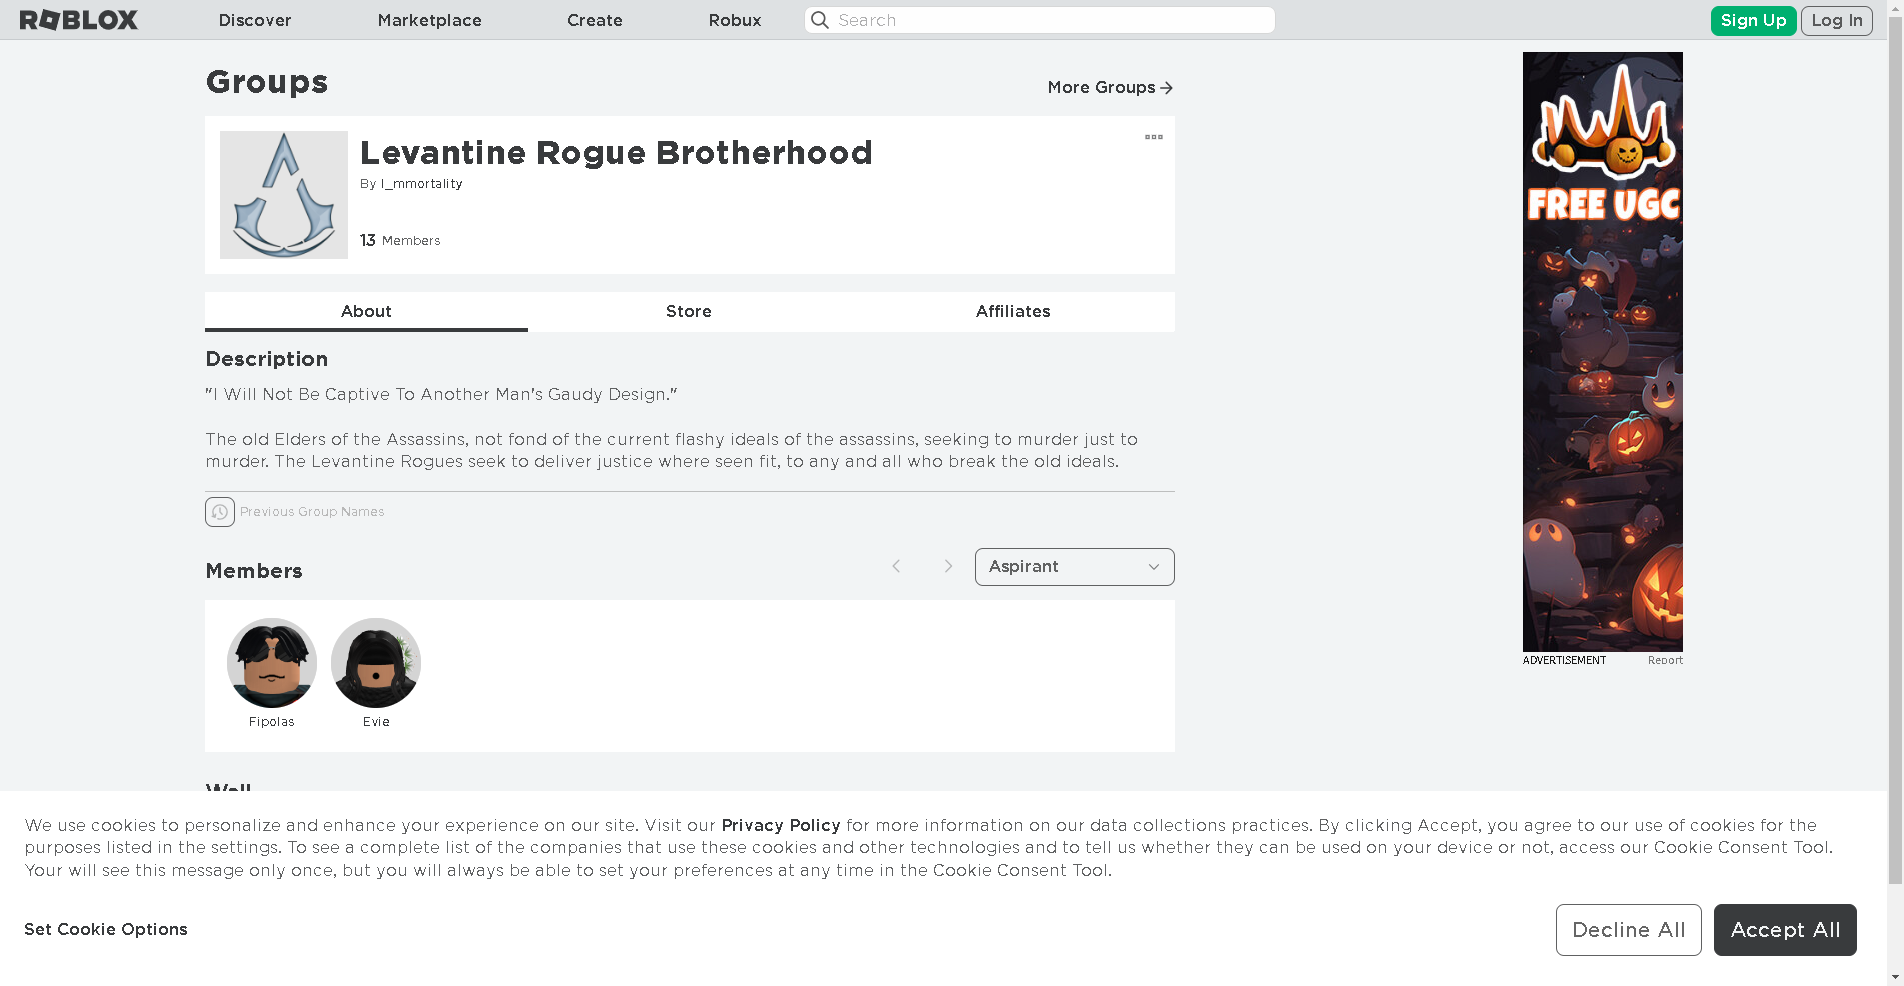 ROBLOX
Discover
Marketplace
Create
Robux
Search
Sign Up
Log In
Groups
More Groups
Levantine Rogue Brotherhood
By I_mmortality
13 Members
About
Store
Affiliates
Description
"I Will Not Be Captive To Another Man's Gaudy Design."
The old Elders of the Assassins, not fond of the current flashy ideals of the assassins, seeking to murder just to
murder. The Levantine Rogues seek to deliver justice where seen fit, to any and all who break the old ideals.
Previous Group Names
Members
Aspirant
Fipolas
Evie
Wall
FREE UGC
ADVERTISEMENT
Report
We use cookies to personalize and enhance your experience on our site. Visit our Privacy Policy for more information on our data collections practices. By clicking Accept, you agree to our use of cookies for the
purposes listed in the settings. To see a complete list of the companies that use these cookies and other technologies and to tell us whether they can be used on your device or not, access our Cookie Consent Tool.
Your will see this message only once, but you will always be able to set your preferences at any time in the Cookie Consent Tool.
Set Cookie Options
Decline All
Accept All